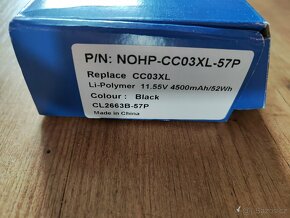 P/N: NOHP-CC03XL-57P
Replace CC03XL
Li-Polymer 11.55V 4500mAh/52Wh
Colour : Black
CL2663B-57P
Made in China